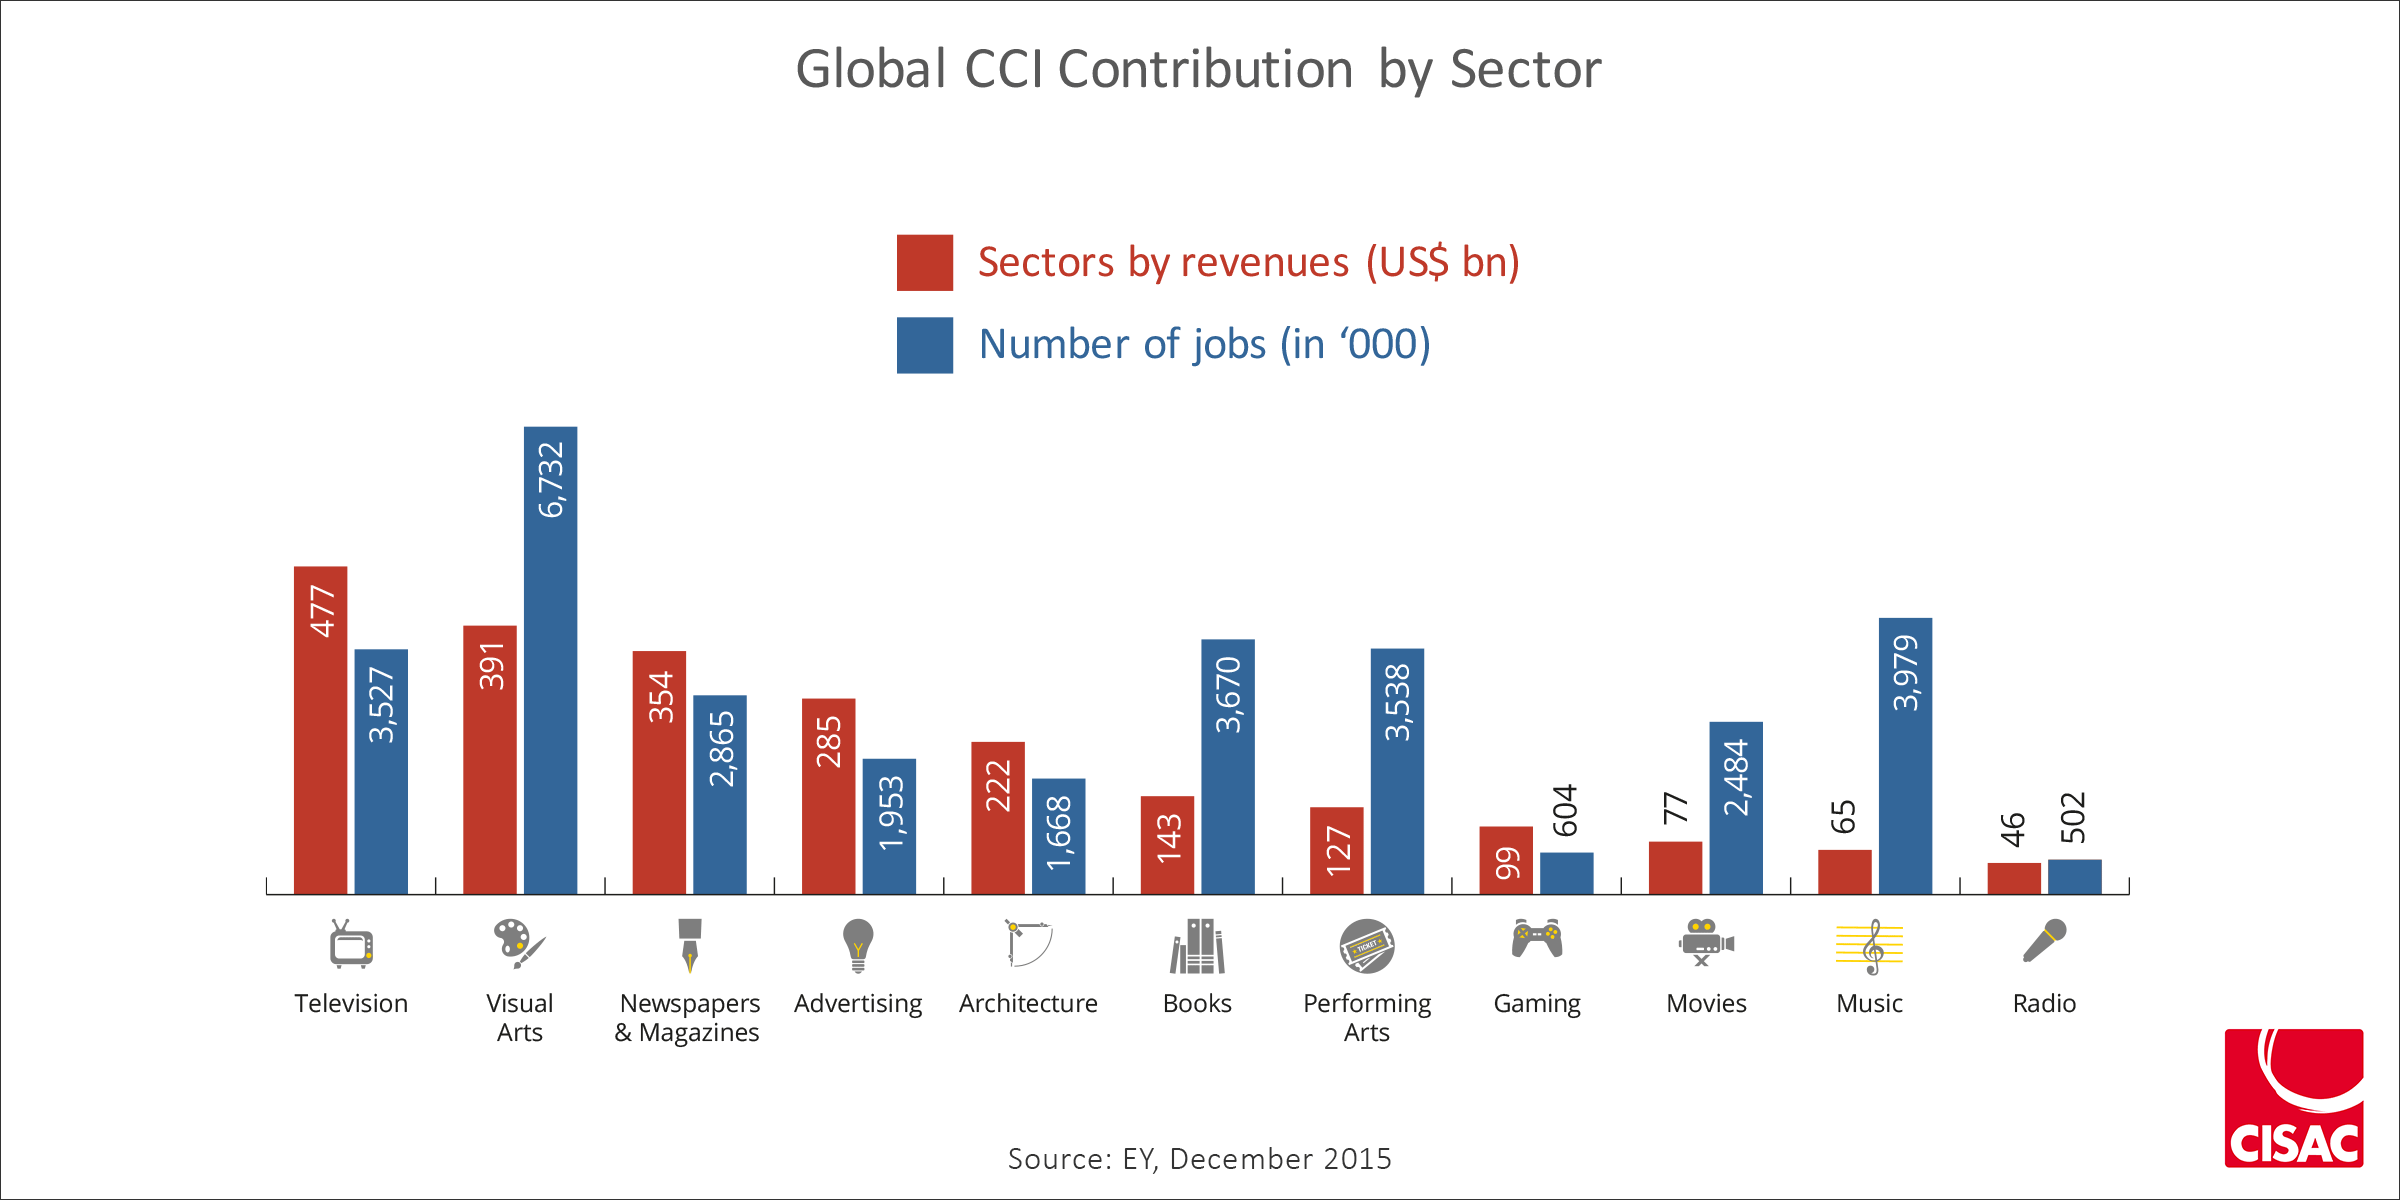 Global CCI Contribution by Sector
Sectors by revenues (US$ bn)
Number of jobs (in ‘000)
477
3,527
391
6,732
354
2,865
285
1,953
222
1,668
143
3,670
127
3,538
99
604
77
2,484
65
3,979
46
502
Y
TICKET
Television
Visual
Arts
Newspapers
& Magazines
Advertising
Architecture
Books
Performing
Arts
Gaming
Movies
Music
Radio
CISAC
Source: EY, December 2015